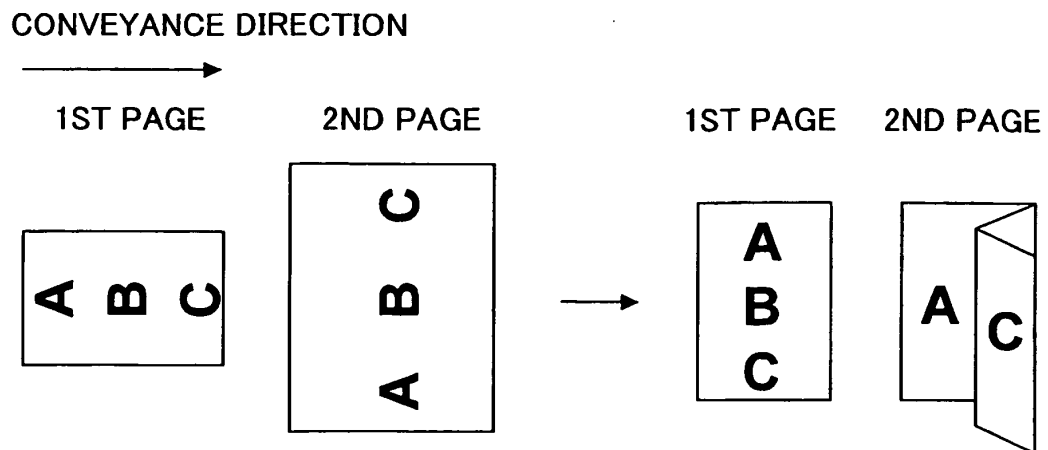 CONVEYANCE DIRECTION
1ST PAGE 2ND PAGE 1ST PAGE 2ND PAGE
A B C
C
B
A
A
B
C
A C